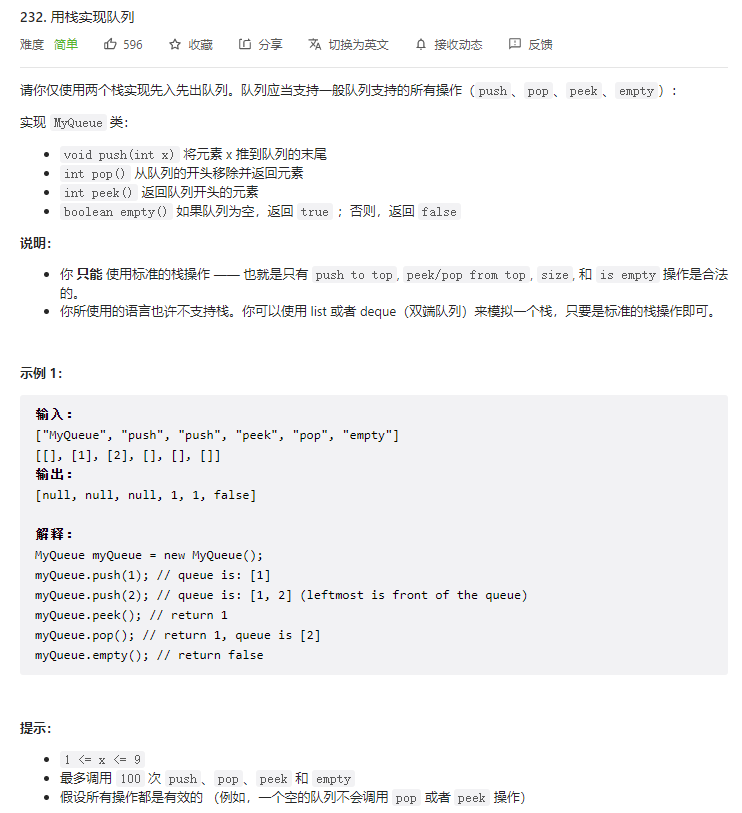 232. 用栈实现队列
难度 简单 596 收藏 分享 切换为英文 接收动态 反馈
请你仅使用两个栈实现先入先出队列。队列应当支持一般队列支持的所有操作（push、pop、peek、empty）：
实现 MyQueue 类：
void push(int x) 将元素 x 推到队列的末尾
int pop() 从队列的开头移除并返回元素
int peek() 返回队列开头的元素
boolean empty() 如果队列为空，返回 true ；否则，返回 false
说明：
你 只能 使用标准的栈操作 —— 也就是只有 push to top, peek/pop from top, size, 和 is empty 操作是合法
的。
你所使用的语言也许不支持栈。你可以使用 list 或者 deque（双端队列）来模拟一个栈，只要是标准的栈操作即可。
示例 1：
输入：
["MyQueue", "push", "push", "peek", "pop", "empty"]
[[], [1], [2], [], [], []]
输出：
[null, null, null, 1, 1, false]
解释：
MyQueue myQueue = new MyQueue();
myQueue.push(1); // queue is: [1]
myQueue.push(2); // queue is: [1, 2] (leftmost is front of the queue)
myQueue.peek(); // return 1
myQueue.pop(); // return 1, queue is [2]
myQueue.empty(); // return false
提示：
1 <= x <= 9
最多调用 100 次 push、pop、peek 和 empty
假设所有操作都是有效的 （例如，一个空的队列不会调用 pop 或者 peek 操作）